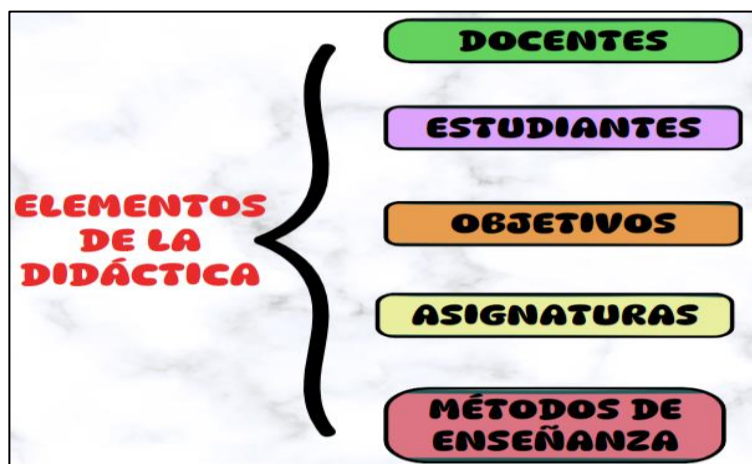 ELEMENTOS
DE LA
DIDÁCTICA
DOCENTES
ESTUDIANTES
OBJETIVOS
ASIGNATURAS
MÉTODOS DE
ENSEÑANZA